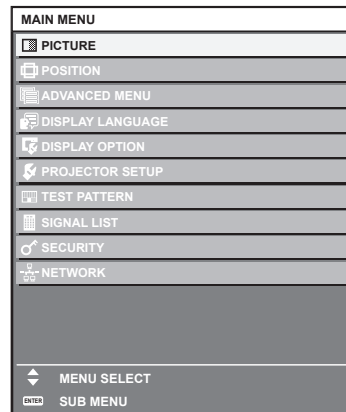 MAIN MENU
PICTURE
POSITION
ADVANCED MENU
DISPLAY LANGUAGE
DISPLAY OPTION
PROJECTOR SETUP
TEST PATTERN
SIGNAL LIST
SECURITY
NETWORK
MENU SELECT
ENTER SUB MENU